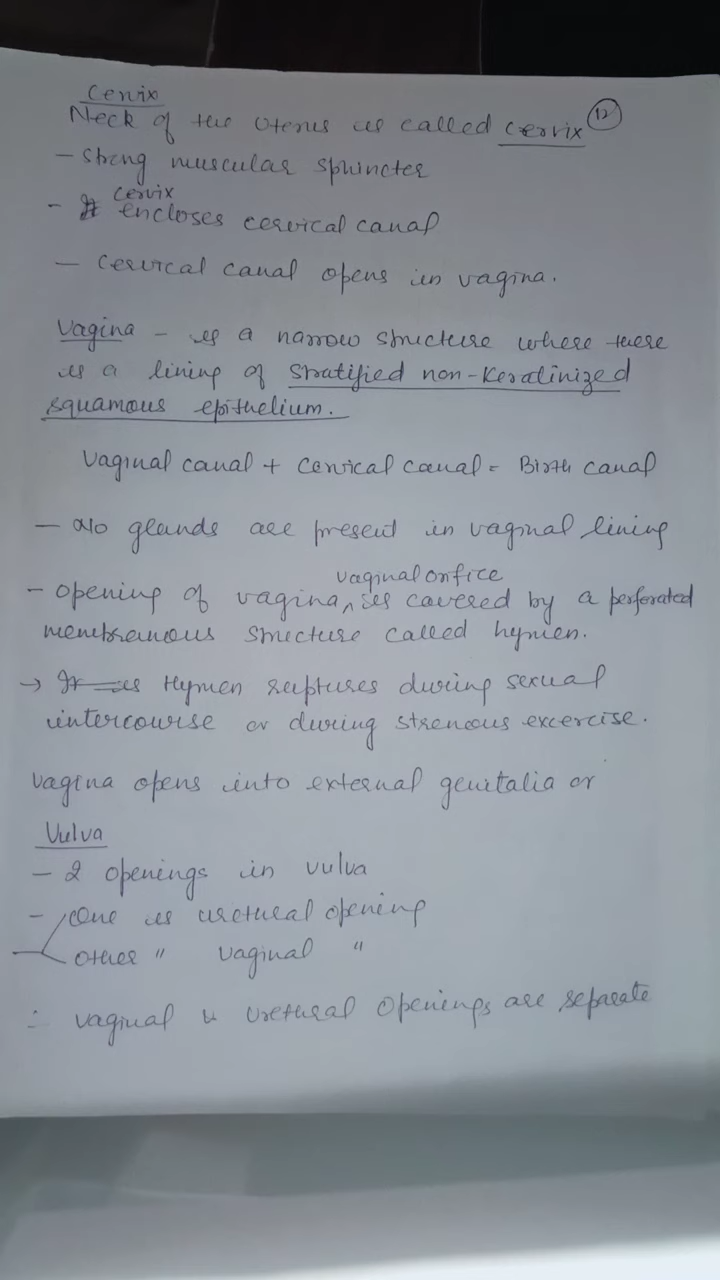 Cervix
Neck of the uterus is called cervix (12)
- Strong muscular sphincter
- It cervix encloses cervical canal
- Cervical canal opens in vagina.
Vagina - is a narrow structure where there
is a lining of stratified non-Keratinized
squamous epithelium.
Vaginal canal + Cervical canal = Birth canal
- No glands are present in vaginal lining
- Opening of vagina ^ vaginal orifice is covered by a perforated
membranous structure called hymen.
→ It is Hymen ruptures during sexual
intercourse or during strenous excercise.
Vagina opens into external genitalia or
Vulva
- 2 openings in vulva
- One is urethral opening
- Other " vaginal "
∴ Vaginal & Urethral Openings are separate